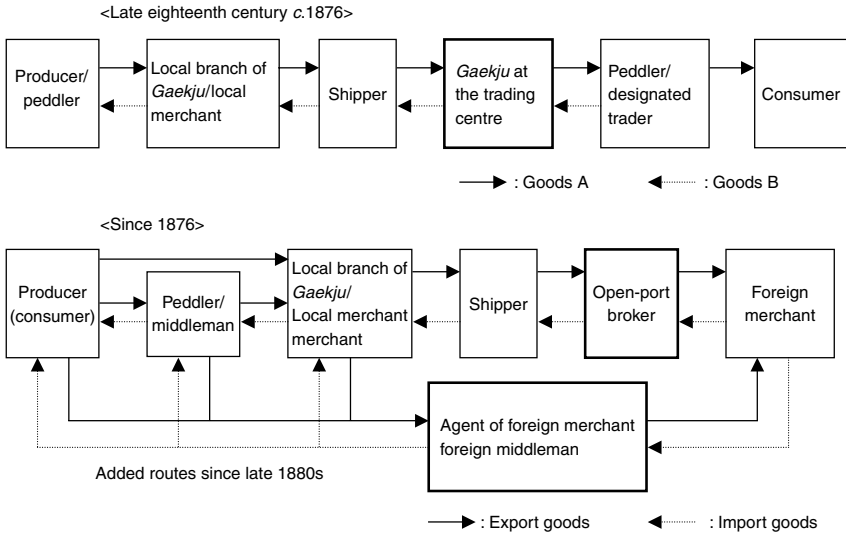 <Late eighteenth century c.1876>
Producer/
peddler
Local branch of
Gaekju/local
merchant
Shipper
Gaekju at
the trading
centre
Peddler/
designated
trader
Consumer
: Goods A
: Goods B
<Since 1876>
Producer
(consumer)
Peddler/
middleman
Local branch of
Gaekju/
Local merchant
merchant
Shipper
Open-port
broker
Foreign
merchant
Agent of foreign merchant
foreign middleman
Added routes since late 1880s
: Export goods
: Import goods